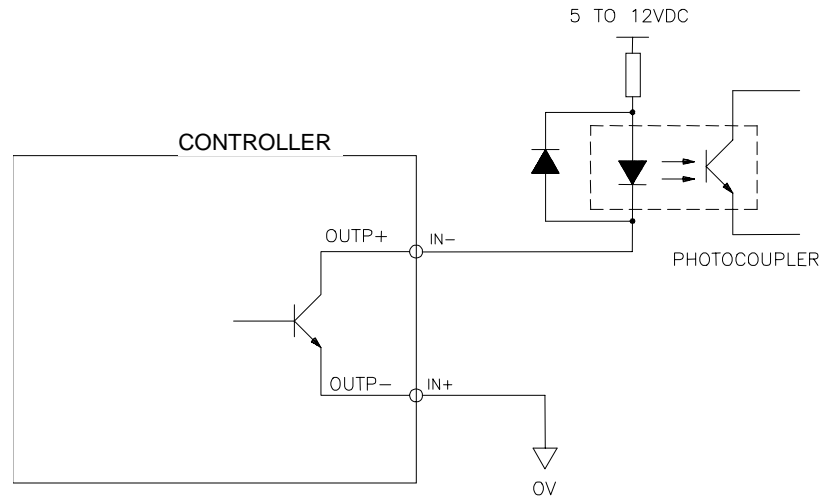 5 TO 12VDC
CONTROLLER
OUTP+
IN-
PHOTOCOUPLER
OUTP-
IN+
0V